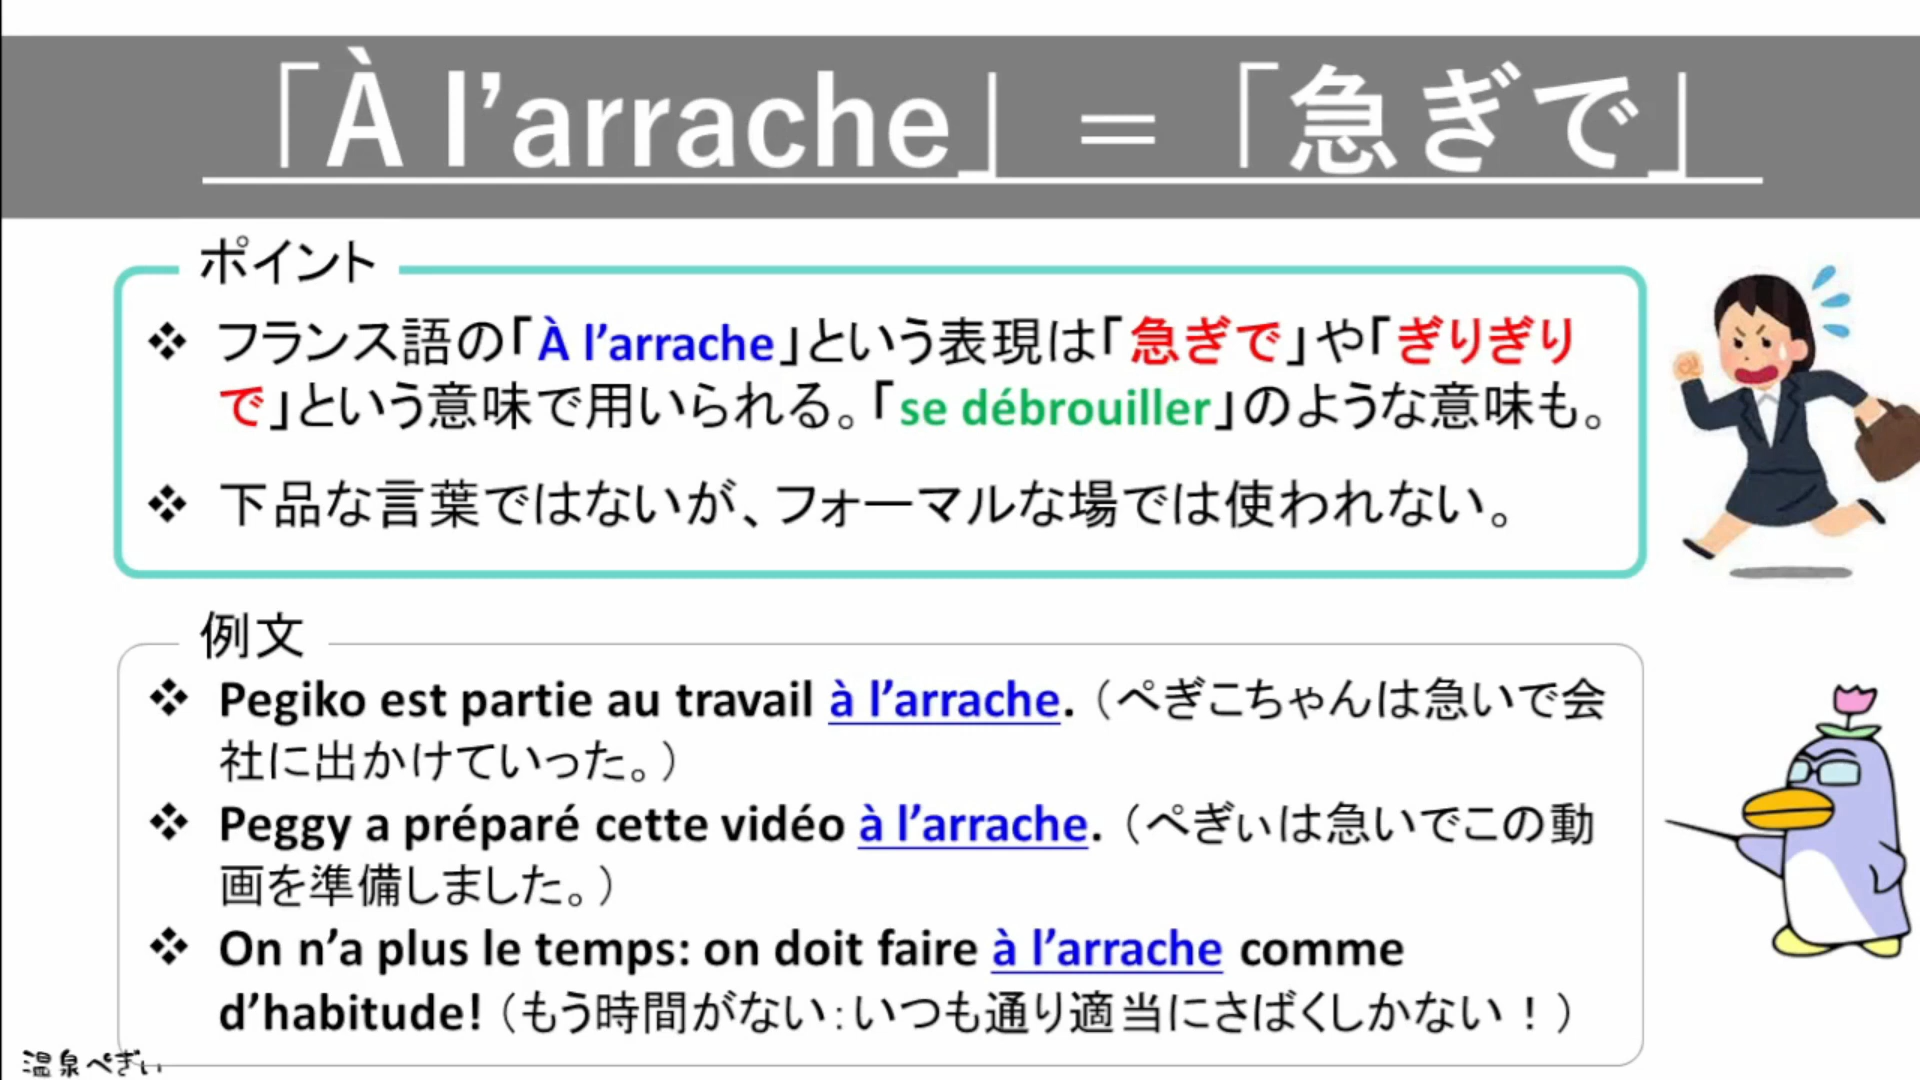 「À l’arrache」 = 「急ぎで」
ポイント
❖ フランス語の「À l’arrache」という表現は「急ぎで」や「ぎりぎり
で」という意味で用いられる。「se débrouiller」のような意味も。
❖ 下品な言葉ではないが、フォーマルな場では使われない。
例文
❖ Pegiko est partie au travail à l’arrache.（ぺぎこちゃんは急いで会
社に出かけていった。）
❖ Peggy a préparé cette vidéo à l’arrache.（ぺぎぃは急いでこの動
画を準備しました。）
❖ On n’a plus le temps: on doit faire à l’arrache comme
d’habitude!（もう時間がない：いつも通り適当にさばくしかない！）
温泉ぺぎぃ